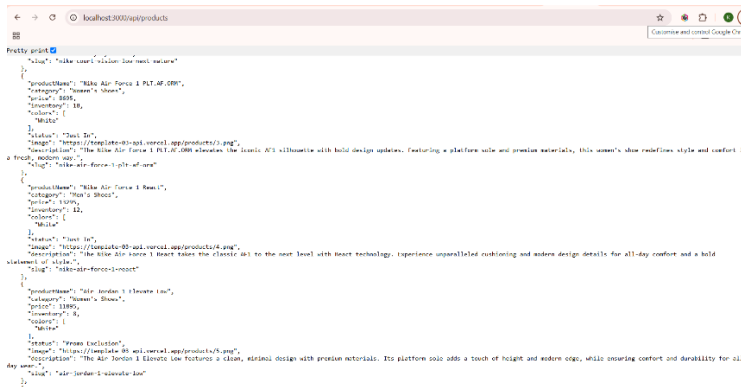 localhost:3000/api/products
Customise and control Google Chr
Pretty print
"slug": "nike-court-vision-low-next-nature"
},
{
"productName": "Nike Air Force 1 PLT.AF.ORM",
"category": "Women's Shoes",
"price": 8695,
"inventory": 10,
"colors": [
"White"
],
"status": "Just In",
"image": "https://template-03-api.vercel.app/products/3.png",
"description": "The Nike Air Force 1 PLT.AF.ORM elevates the iconic AF1 silhouette with bold design updates. Featuring a platform sole and premium materials, this women's shoe redefines style and comfort
a fresh, modern way.",
"slug": "nike-air-force-1-plt-af-orm"
},
{
"productName": "Nike Air Force 1 React",
"category": "Men's Shoes",
"price": 13295,
"inventory": 12,
"colors": [
"White"
],
"status": "Just In",
"image": "https://template-03-api.vercel.app/products/4.png",
"description": "The Nike Air Force 1 React takes the classic AF1 to the next level with React technology. Experience unparalleled cushioning and modern design details for all-day comfort and a bold
statement of style.",
"slug": "nike-air-force-1-react"
},
{
"productName": "Air Jordan 1 Elevate Low",
"category": "Women's Shoes",
"price": 11895,
"inventory": 8,
"colors": [
"White"
],
"status": "Promo Exclusion",
"image": "https://template-03-api.vercel.app/products/5.png",
"description": "The Air Jordan 1 Elevate Low features a clean, minimal design with premium materials. Its platform sole adds a touch of height and modern edge, while ensuring comfort and durability for al
day wear.",
"slug": "air-jordan-1-elevate-low"
},